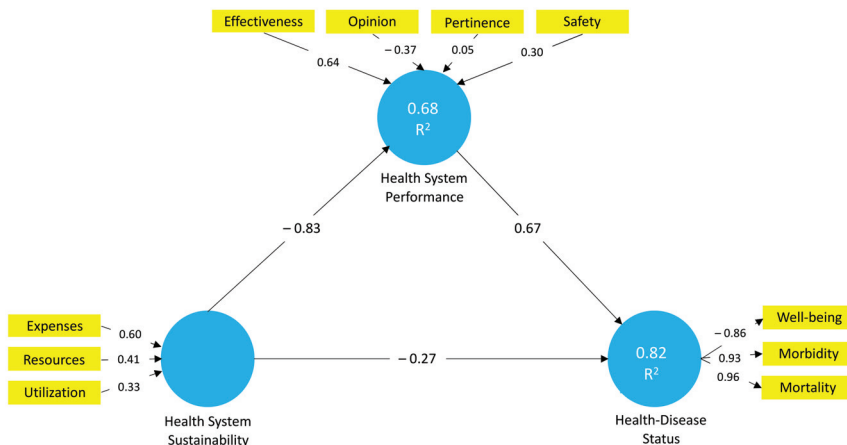 Effectiveness
Opinion
Pertinence
Safety
0.64
– 0.37
0.05
0.30
0.68
R²
Health System
Performance
– 0.83
0.67
Expenses
Resources
Utilization
0.60
0.41
0.33
Health System
Sustainability
– 0.27
0.82
R²
Health-Disease
Status
– 0.86
0.93
0.96
Well-being
Morbidity
Mortality